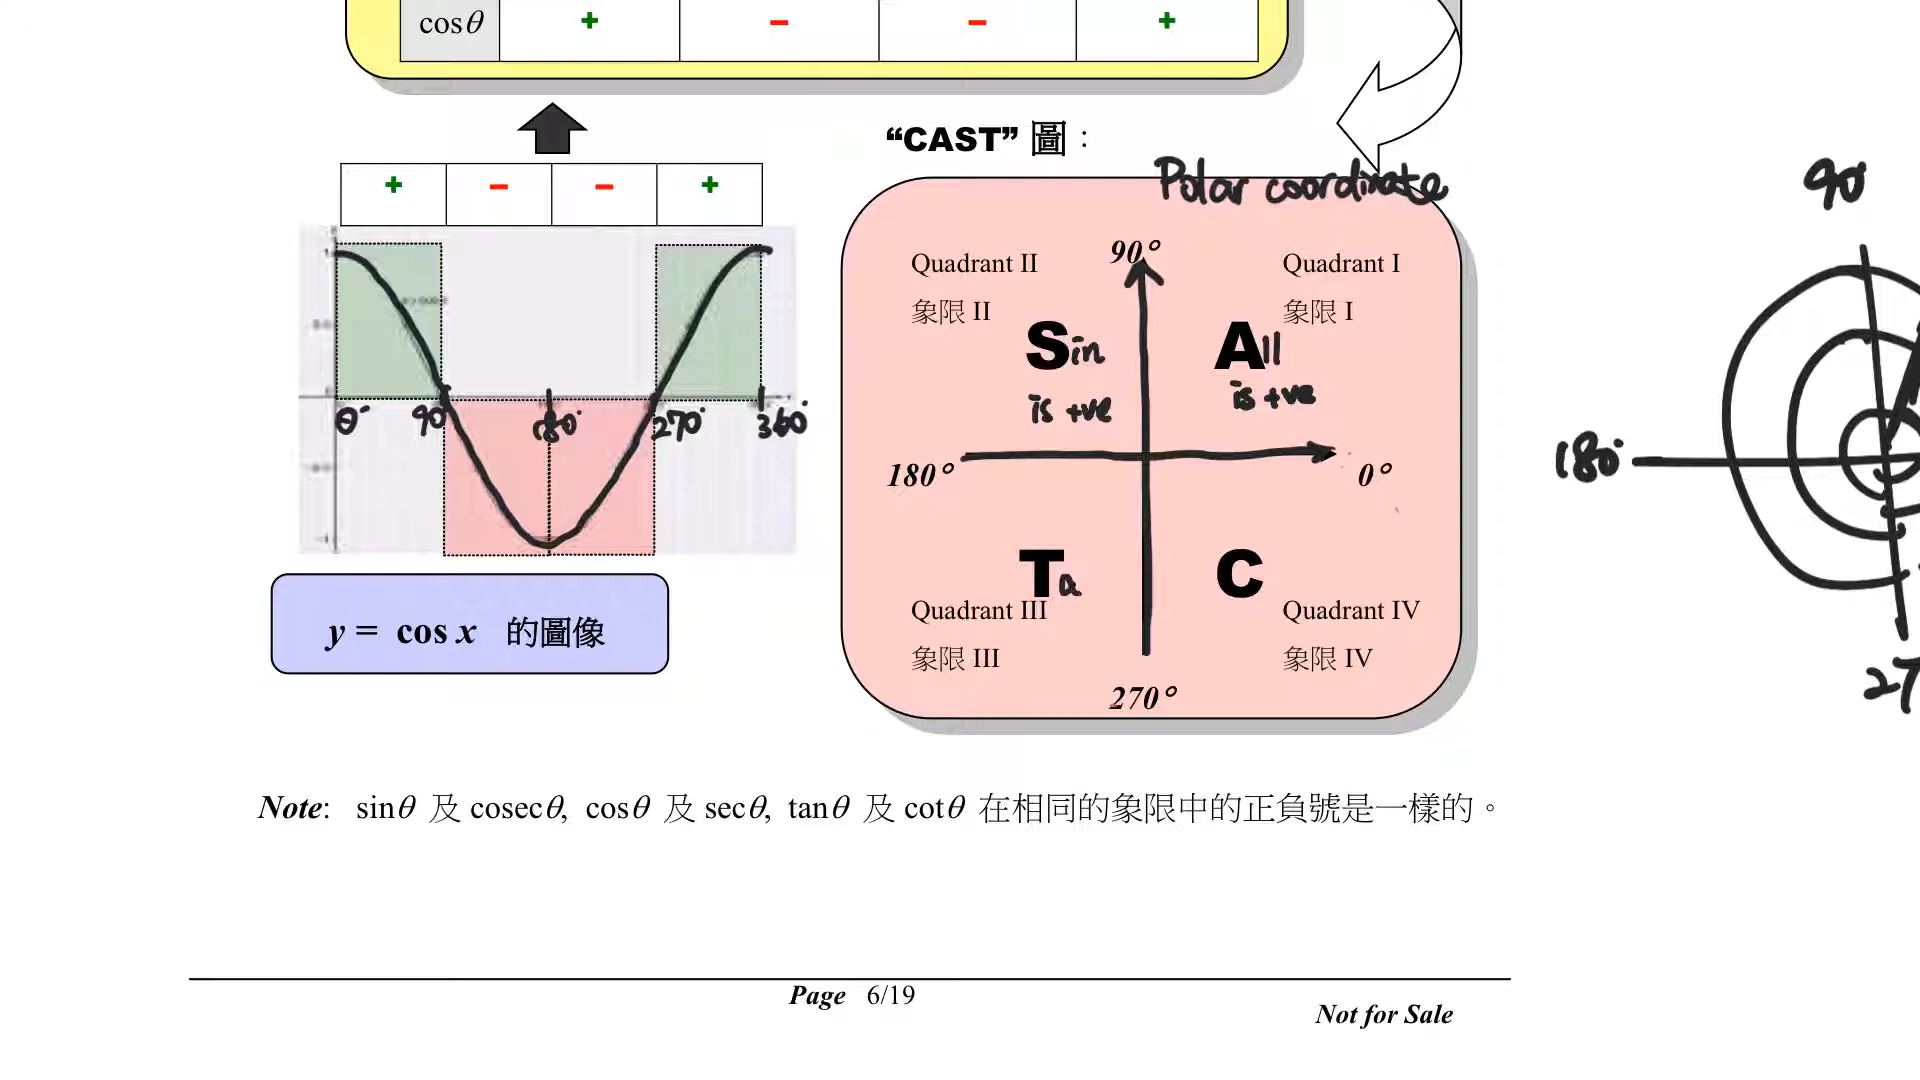 cosθ + − − +
“CAST” 圖：
+ − − +
Polar coordinate
90
Quadrant II 90° Quadrant I
象限 II 象限 I
Sin All
is +ve is +ve
0° 90° 180° 270° 360°
180° 0°
180°
Ta C
Quadrant III Quadrant IV
象限 III 象限 IV
y = cos x 的圖像
270°
27
Note: sinθ 及 cosecθ, cosθ 及 secθ, tanθ 及 cotθ 在相同的象限中的正負號是一樣的。
Page 6/19
Not for Sale